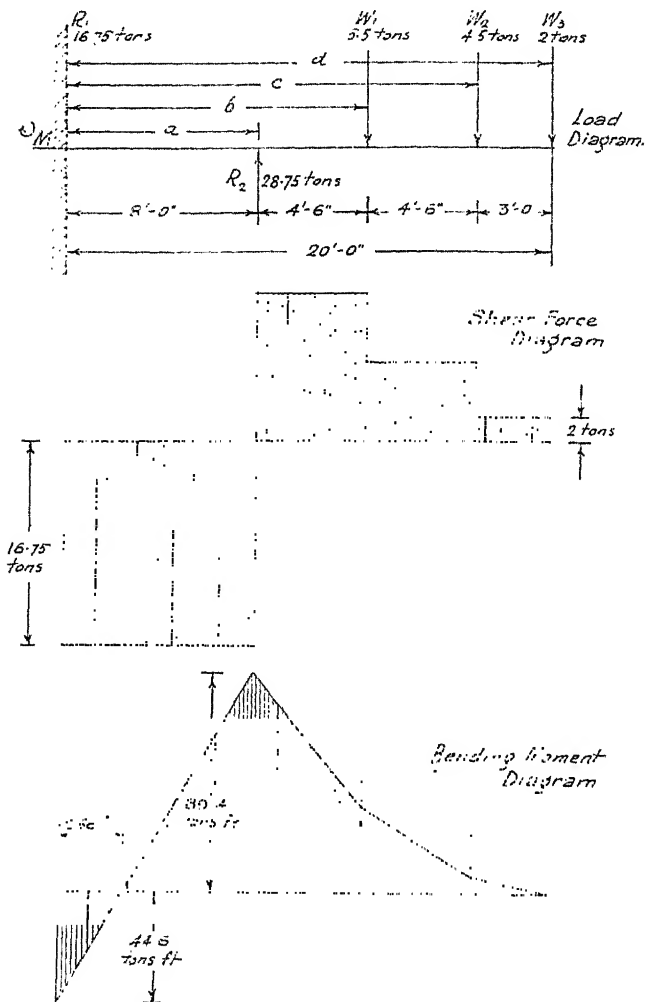 R₁
16.75 tons
W₁
5.5 tons
W₂
4.5 tons
W₃
2 tons
d
c
b
a
Load
Diagram.
R₂ 28.75 tons
8'-0"
4'-6"
4'-6"
3'-0
20'-0"
Shear Force
Diagram
2 tons
16.75
tons
Bending Moment
Diagram
tons ft
tons ft